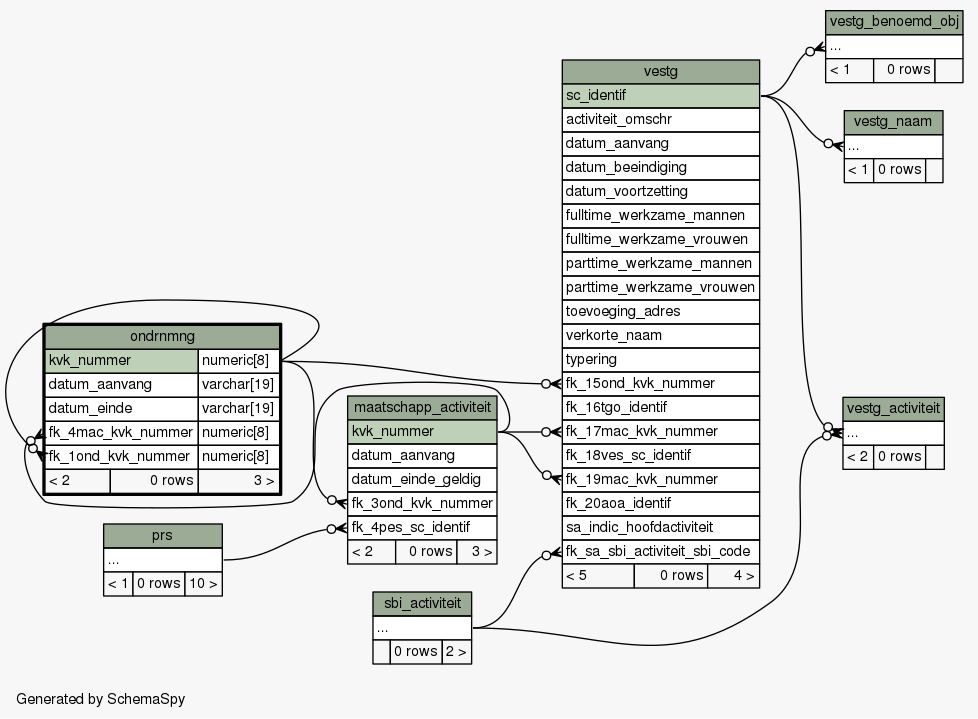 vestg_benoemd_obj
...
< 1 0 rows
vestg_naam
...
< 1 0 rows
vestg
sc_identif
activiteit_omschr
datum_aanvang
datum_beeindiging
datum_voortzetting
fulltime_werkzame_mannen
fulltime_werkzame_vrouwen
parttime_werkzame_mannen
parttime_werkzame_vrouwen
toevoeging_adres
verkorte_naam
typering
fk_15ond_kvk_nummer
fk_16tgo_identif
fk_17mac_kvk_nummer
fk_18ves_sc_identif
fk_19mac_kvk_nummer
fk_20aoa_identif
sa_indic_hoofdactiviteit
fk_sa_sbi_activiteit_sbi_code
< 5 0 rows 4 >
ondrnmng
kvk_nummer numeric[8]
datum_aanvang varchar[19]
datum_einde varchar[19]
fk_4mac_kvk_nummer numeric[8]
fk_1ond_kvk_nummer numeric[8]
< 2 0 rows 3 >
maatschapp_activiteit
kvk_nummer
datum_aanvang
datum_einde_geldig
fk_3ond_kvk_nummer
fk_4pes_sc_identif
< 2 0 rows 3 >
vestg_activiteit
...
< 2 0 rows
prs
...
< 1 0 rows 10 >
sbi_activiteit
...
0 rows 2 >
Generated by SchemaSpy